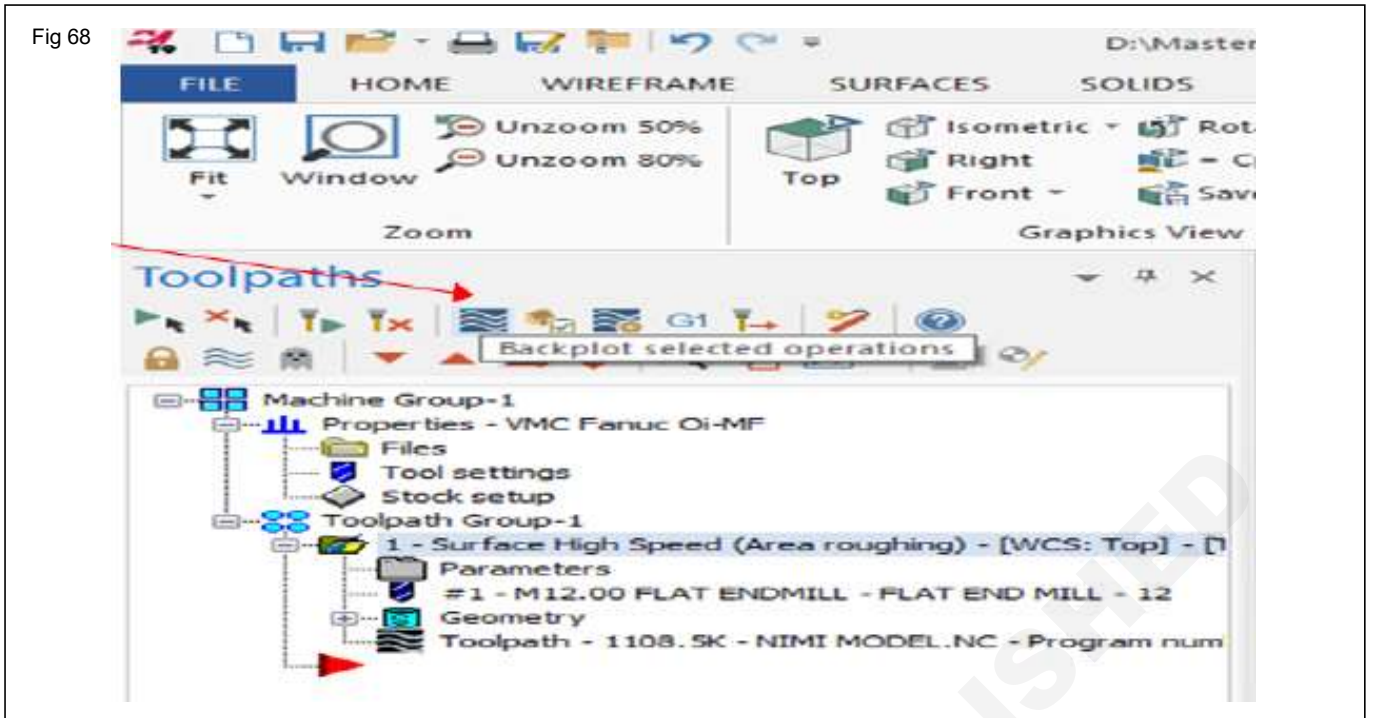 Fig 68
D:\Master
FILE HOME WIREFRAME SURFACES SOLIDS
Unzoom 50% Isometric Rot
Unzoom 80% Right
Fit Window Top Front Sav
Zoom Graphics View
Toolpaths
G1
Backplot selected operations
Machine Group-1
Properties - VMC Fanuc Oi-MF
Files
Tool settings
Stock setup
Toolpath Group-1
1 - Surface High Speed (Area roughing) - [WCS: Top] - [
Parameters
#1 - M12.00 FLAT ENDMILL - FLAT END MILL - 12
Geometry
Toolpath - 1108.5K - NIMI MODEL.NC - Program num
SHED